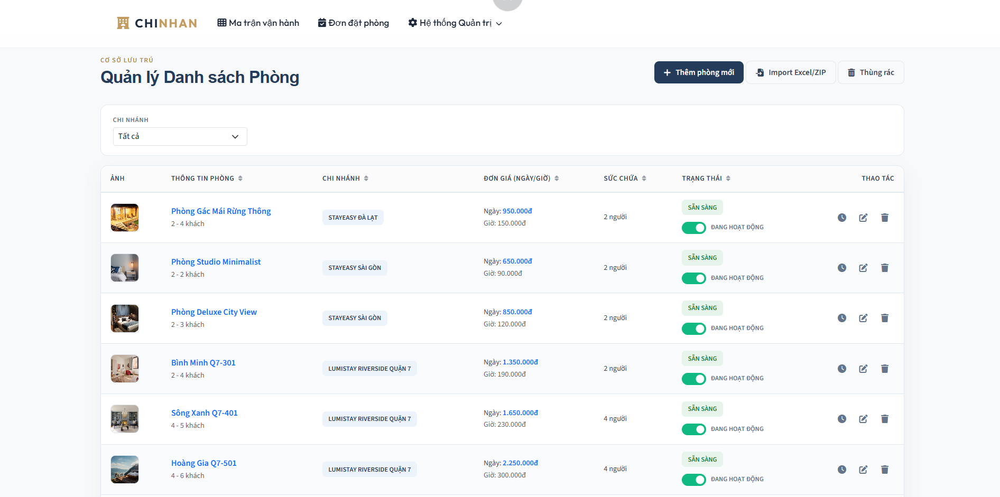 CHINHAN Ma trận vận hành Đơn đặt phòng Hệ thống Quản trị
CƠ SỞ LƯU TRÚ
Quản lý Danh sách Phòng
Thêm phòng mới Import Excel/ZIP Thùng rác
CHI NHÁNH
Tất cả
ẢNH THÔNG TIN PHÒNG CHI NHÁNH ĐƠN GIÁ (NGÀY/GIỜ) SỨC CHỨA TRẠNG THÁI THAO TÁC
Phòng Gác Mái Rừng Thông
2 - 4 khách
STAYEASY ĐÀ LẠT
Ngày: 950.000đ
Giờ: 150.000đ
2 người
SẴN SÀNG
ĐANG HOẠT ĐỘNG
Phòng Studio Minimalist
2 - 2 khách
STAYEASY SÀI GÒN
Ngày: 650.000đ
Giờ: 90.000đ
2 người
SẴN SÀNG
ĐANG HOẠT ĐỘNG
Phòng Deluxe City View
2 - 3 khách
STAYEASY SÀI GÒN
Ngày: 850.000đ
Giờ: 120.000đ
2 người
SẴN SÀNG
ĐANG HOẠT ĐỘNG
Bình Minh Q7-301
2 - 4 khách
LUMISTAY RIVERSIDE QUẬN 7
Ngày: 1.350.000đ
Giờ: 190.000đ
2 người
SẴN SÀNG
ĐANG HOẠT ĐỘNG
Sông Xanh Q7-401
4 - 5 khách
LUMISTAY RIVERSIDE QUẬN 7
Ngày: 1.650.000đ
Giờ: 230.000đ
4 người
SẴN SÀNG
ĐANG HOẠT ĐỘNG
Hoàng Gia Q7-501
4 - 6 khách
LUMISTAY RIVERSIDE QUẬN 7
Ngày: 2.250.000đ
Giờ: 300.000đ
4 người
SẴN SÀNG
ĐANG HOẠT ĐỘNG